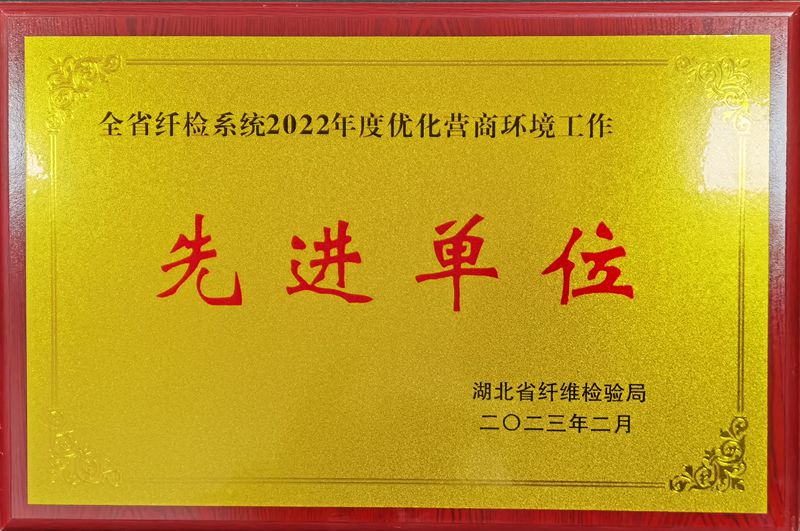 全省纤检系统2022年度优化营商环境工作
先进单位
湖北省纤维检验局
二〇二三年二月